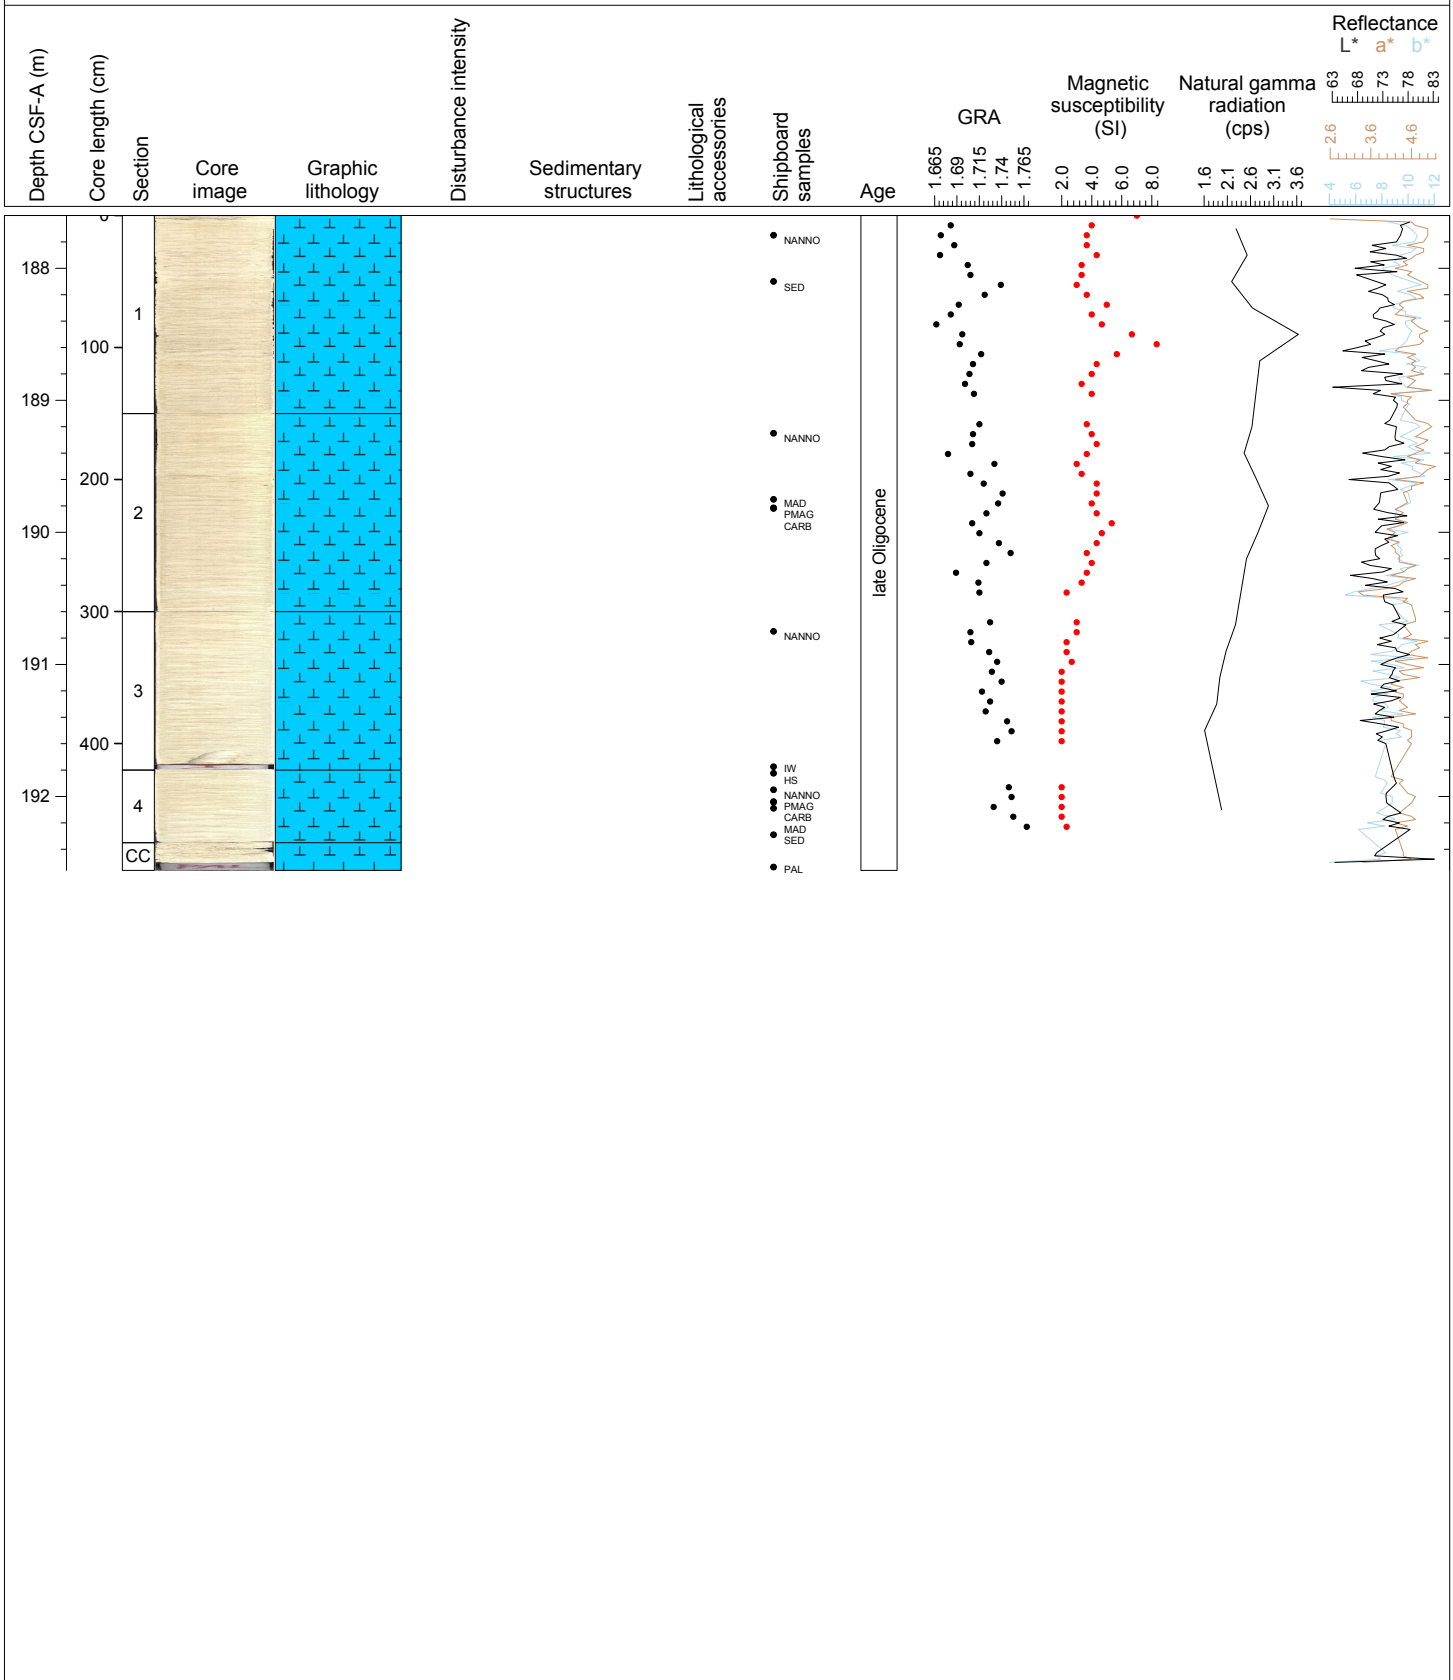 Depth CSF-A (m)
Core length (cm)
Section
Core
image
Graphic
lithology
Disturbance intensity
Sedimentary
structures
Lithological
accessories
Shipboard
samples
Age
GRA
1.665
1.69
1.715
1.74
1.765
Magnetic
susceptibility
(SI)
2.0
4.0
6.0
8.0
Natural gamma
radiation
(cps)
1.6
2.1
2.6
3.1
3.6
Reflectance
L* a* b*
63
68
73
78
83
2.6
3.6
4.6
4
6
8
10
12
0
188
NANNO
SED
1
100
189
NANNO
200
MAD
2
PMAG
CARB
190
late Oligocene
300
NANNO
191
3
400
IW
HS
192
4
NANNO
PMAG
CARB
MAD
SED
CC
PAL